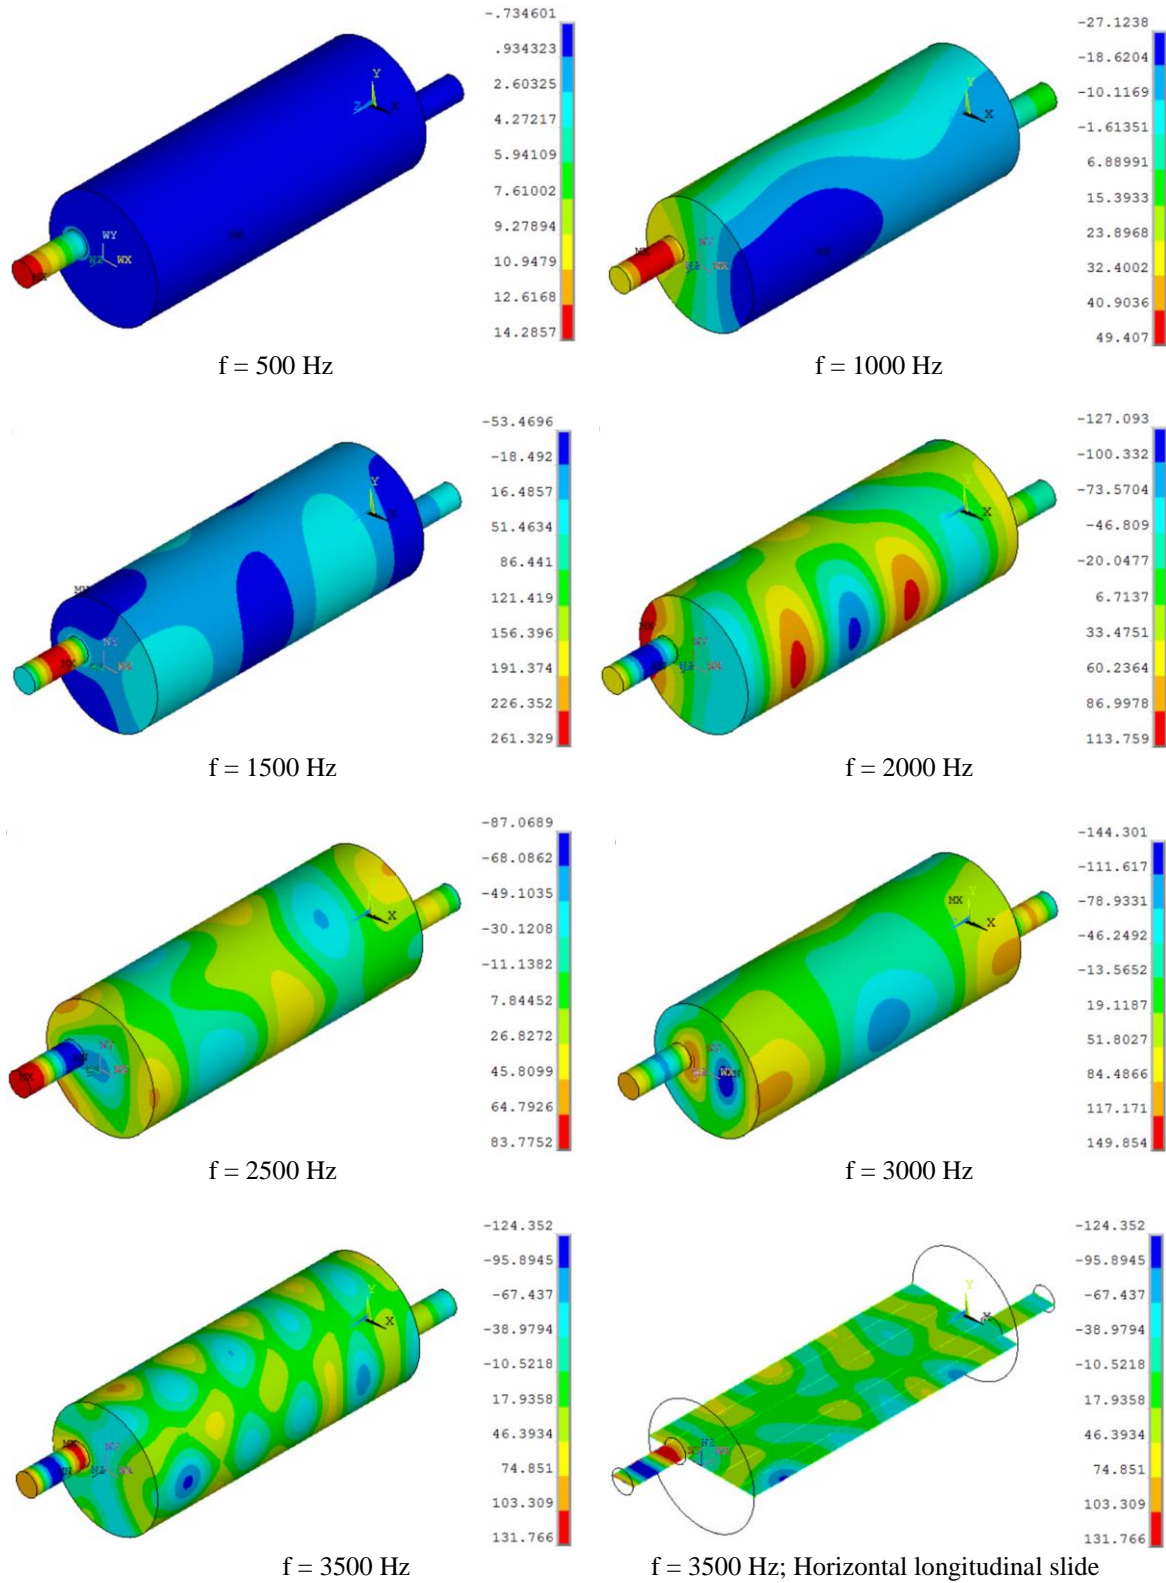 -.734601
.934323
2.60325
4.27217
5.94109
7.61002
9.27894
10.9479
12.6168
14.2857
Y
Z
X
WY
WX
f = 500 Hz
-27.1238
-18.6204
-10.1169
-1.61351
6.88991
15.3933
23.8968
32.4002
40.9036
49.407
Y
X
MX
f = 1000 Hz
-53.4696
-18.492
16.4857
51.4634
86.441
121.419
156.396
191.374
226.352
261.329
Y
X
f = 1500 Hz
-127.093
-100.332
-73.5704
-46.809
-20.0477
6.7137
33.4751
60.2364
86.9978
113.759
Y
X
MX
f = 2000 Hz
-87.0689
-68.0862
-49.1035
-30.1208
-11.1382
7.84452
26.8272
45.8099
64.7926
83.7752
X
MX
f = 2500 Hz
-144.301
-111.617
-78.9331
-46.2492
-13.5652
19.1187
51.8027
84.4866
117.171
149.854
MX
Y
X
f = 3000 Hz
-124.352
-95.8945
-67.437
-38.9794
-10.5218
17.9358
46.3934
74.851
103.309
131.766
Y
X
MX
f = 3500 Hz
-124.352
-95.8945
-67.437
-38.9794
-10.5218
17.9358
46.3934
74.851
103.309
131.766
Y
X
f = 3500 Hz; Horizontal longitudinal slide